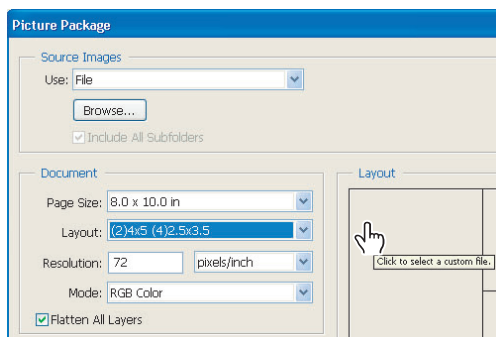 Picture Package
Source Images
Use: File
Browse...
Include All Subfolders
Document
Page Size: 8.0 x 10.0 in
Layout: (2)4x5 (4)2.5x3.5
Resolution: 72 pixels/inch
Mode: RGB Color
Flatten All Layers
Layout
Click to select a custom file.